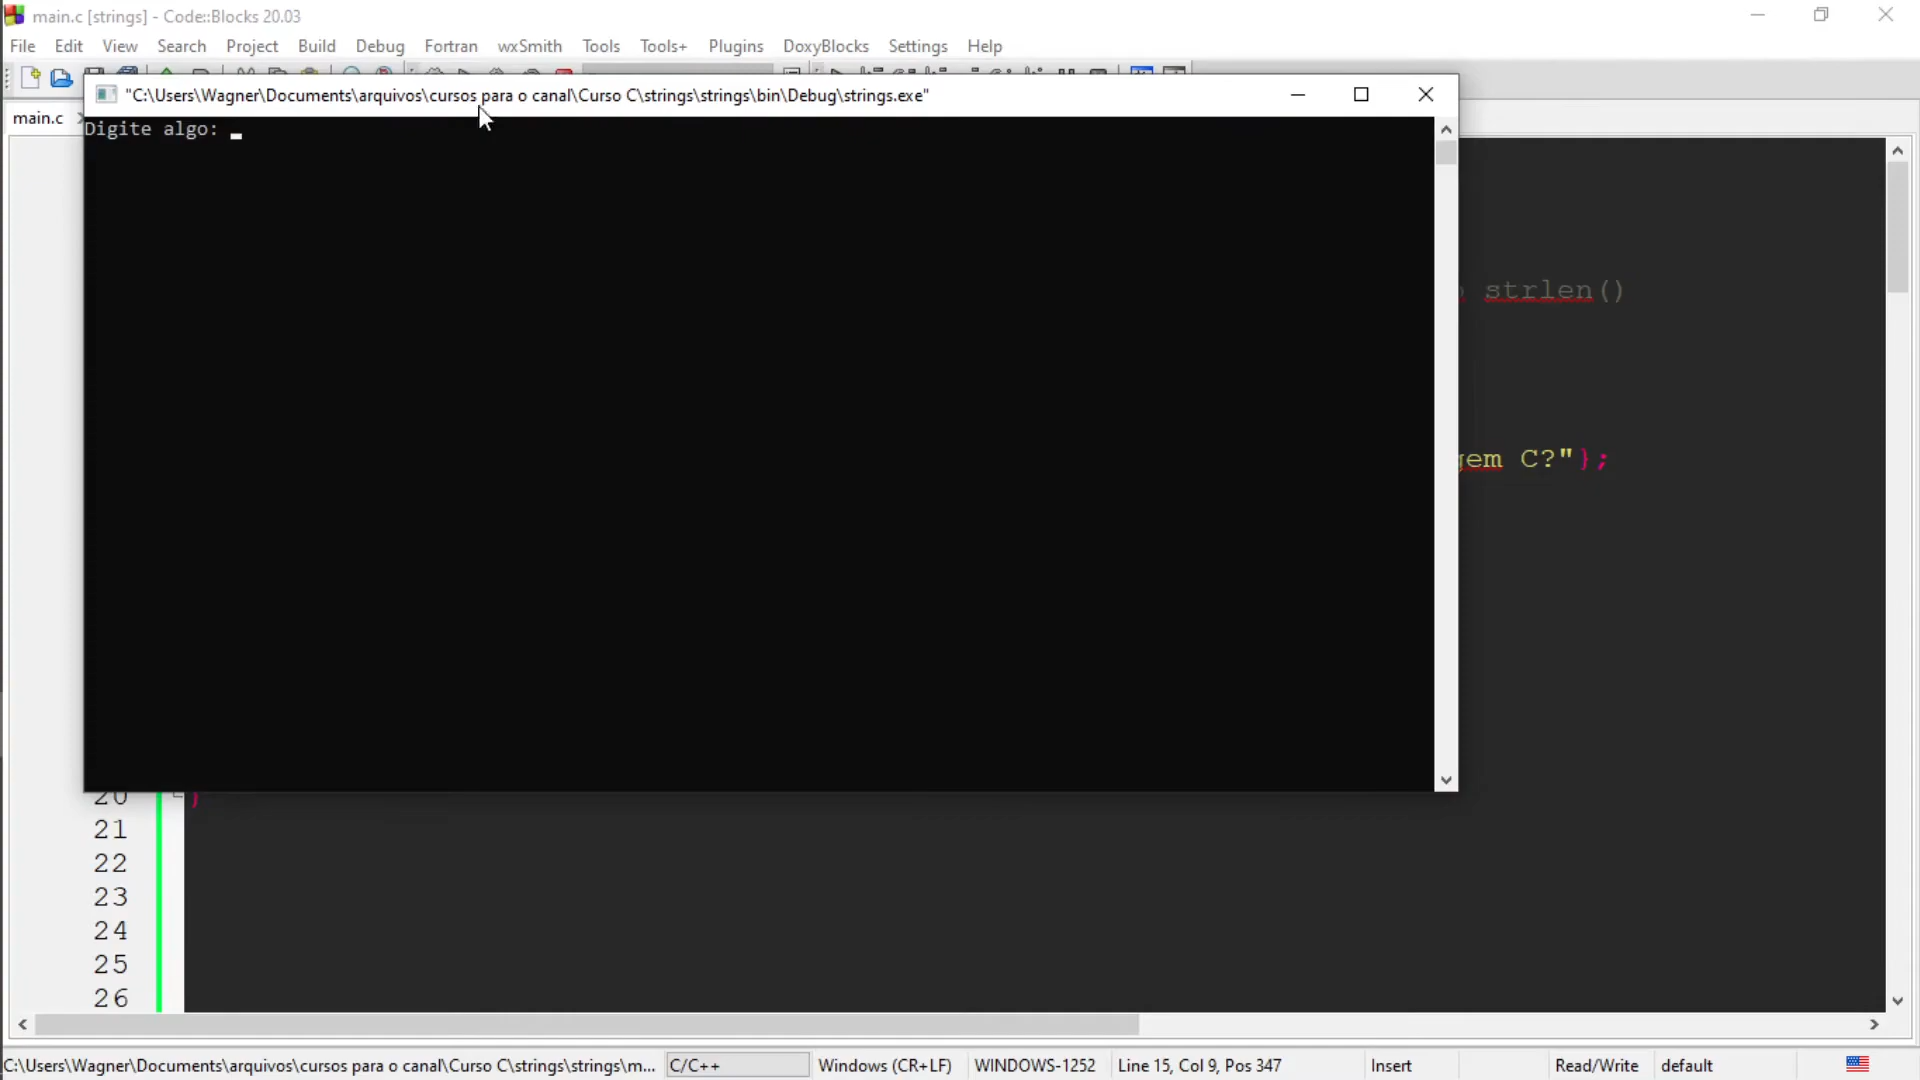 main.c [strings] - Code::Blocks 20.03
File Edit View Search Project Build Debug Fortran wxSmith Tools Tools+ Plugins DoxyBlocks Settings Help
"C:\Users\Wagner\Documents\arquivos\cursos para o canal\Curso C\strings\strings\bin\Debug\strings.exe"
main.c
Digite algo:
strlen()
gem C?");
20 }
21
22
23
24
25
26
C:\Users\Wagner\Documents\arquivos\cursos para o canal\Curso C\strings\strings\m... C/C++ Windows (CR+LF) WINDOWS-1252 Line 15, Col 9, Pos 347 Insert Read/Write default